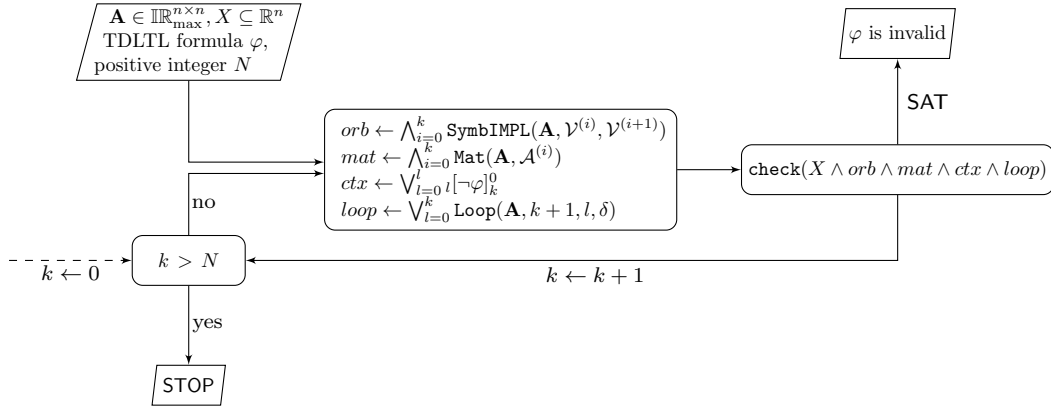 𝐀 ∈ 𝕀ℝ_max^{n×n}, X ⊆ ℝ^n
TDLTL formula φ,
positive integer N
φ is invalid
SAT
orb ← ⋀_{i=0}^{k} SymbIMPL(𝐀, 𝒱^{(i)}, 𝒱^{(i+1)})
mat ← ⋀_{i=0}^{k} Mat(𝐀, 𝒜^{(i)})
ctx ← ⋁_{l=0}^{l} _l[¬φ]_k^0
loop ← ⋁_{l=0}^{k} Loop(𝐀, k + 1, l, δ)
check(X ∧ orb ∧ mat ∧ ctx ∧ loop)
no
k ← 0
k > N
k ← k + 1
yes
STOP